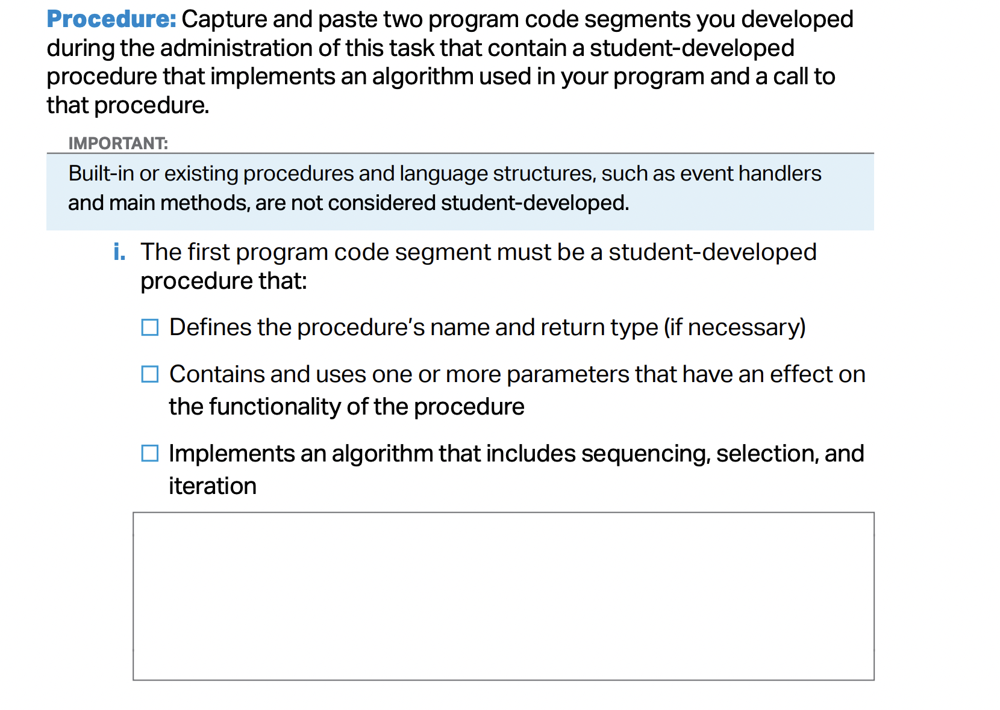 Procedure: Capture and paste two program code segments you developed
during the administration of this task that contain a student-developed
procedure that implements an algorithm used in your program and a call to
that procedure.
IMPORTANT:
Built-in or existing procedures and language structures, such as event handlers
and main methods, are not considered student-developed.
i. The first program code segment must be a student-developed
procedure that:
Defines the procedure’s name and return type (if necessary)
Contains and uses one or more parameters that have an effect on
the functionality of the procedure
Implements an algorithm that includes sequencing, selection, and
iteration